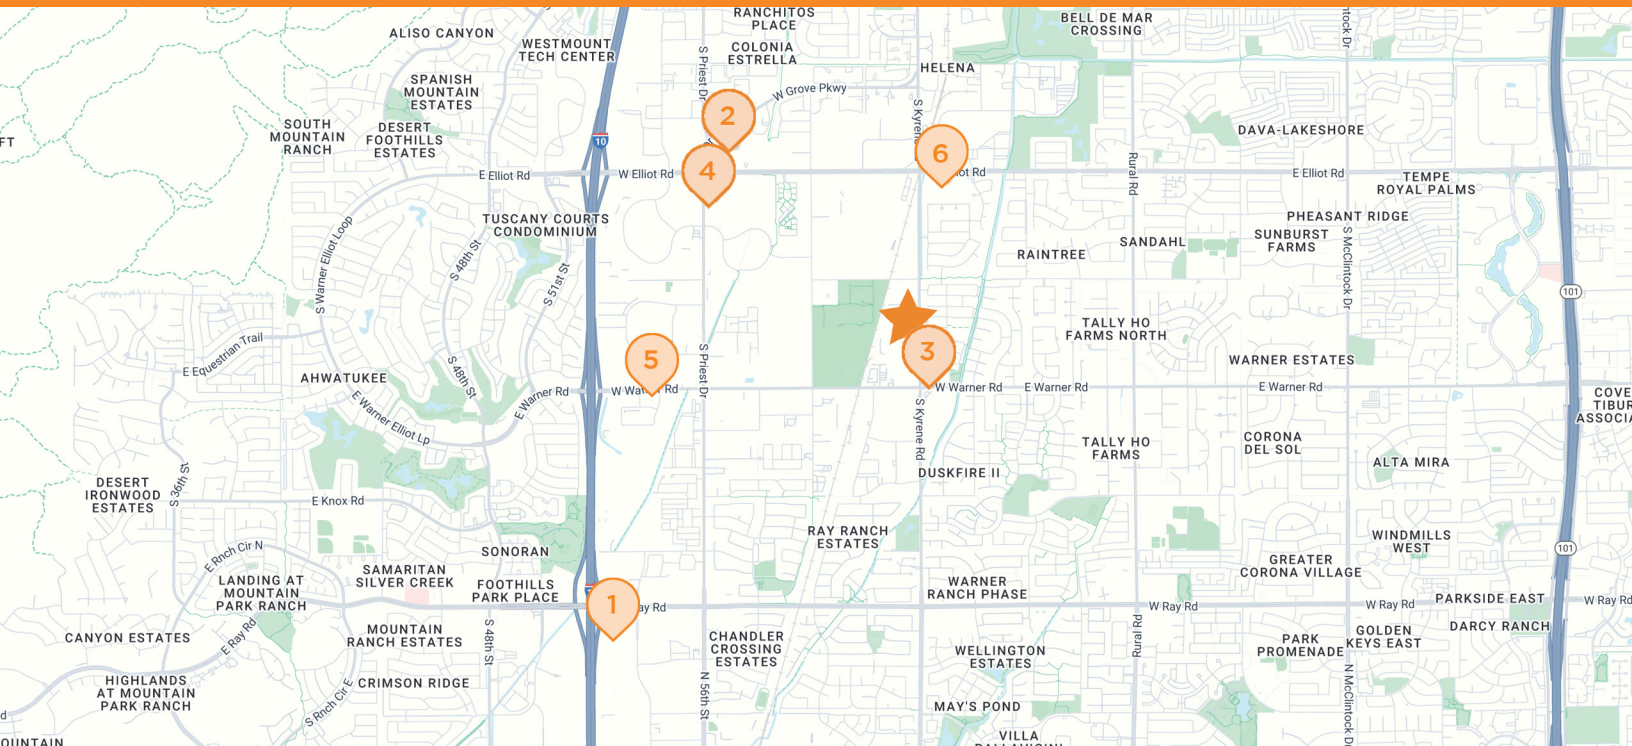 RANCHITOS
PLACE
BELL DE MAR
CROSSING
ALISO CANYON
WESTMOUNT
TECH CENTER
COLONIA
ESTRELLA
HELENA
SPANISH
MOUNTAIN
ESTATES
S Priest Dr
W Grove Pkwy
S Kyrene
2
SOUTH
MOUNTAIN
RANCH
DESERT
FOOTHILLS
ESTATES
10
DAVA-LAKESHORE
6
4
E Elliot Rd
W Elliot Rd
iot Rd
Rural Rd
E Elliot Rd
TEMPE
ROYAL PALMS
TUSCANY COURTS
CONDOMINIUM
PHEASANT RIDGE
SUNBURST
FARMS
SANDAHL
RAINTREE
S Warner Elliot Loop
S 48th St
S 51st St
S McClintock Dr
101
TALLY HO
FARMS NORTH
E Equestrian Trail
AHWATUKEE
S 48th St
5
S Priest Dr
3
WARNER ESTATES
E Warner Rd
W Wa
Rd
W Warner Rd
E Warner Rd
E Warner Rd
COVE
TIBUR
ASSOCIA
E Warner Elliot Lp
S Kyrene Rd
TALLY HO
FARMS
CORONA
DEL SOL
ALTA MIRA
DUSKFIRE II
DESERT
IRONWOOD
ESTATES
S 36th St
E Knox Rd
RAY RANCH
ESTATES
WINDMILLS
WEST
101
SONORAN
E Rnch Cir N
SAMARITAN
SILVER CREEK
FOOTHILLS
PARK PLACE
GREATER
CORONA VILLAGE
LANDING AT
MOUNTAIN
PARK RANCH
WARNER
RANCH PHASE
1
ay Rd
W Ray Rd
W Ray Rd
PARKSIDE EAST
W Ray Rd
CANYON ESTATES
E Ray Rd
MOUNTAIN
RANCH ESTATES
S 48th St
CHANDLER
CROSSING
ESTATES
WELLINGTON
ESTATES
Rural Rd
PARK
PROMENADE
GOLDEN
KEYS EAST
DARCY RANCH
HIGHLANDS
AT MOUNTAIN
PARK RANCH
S Rnch Cir E
CRIMSON RIDGE
N 56th St
MAY'S POND
N McClintock D
VILLA